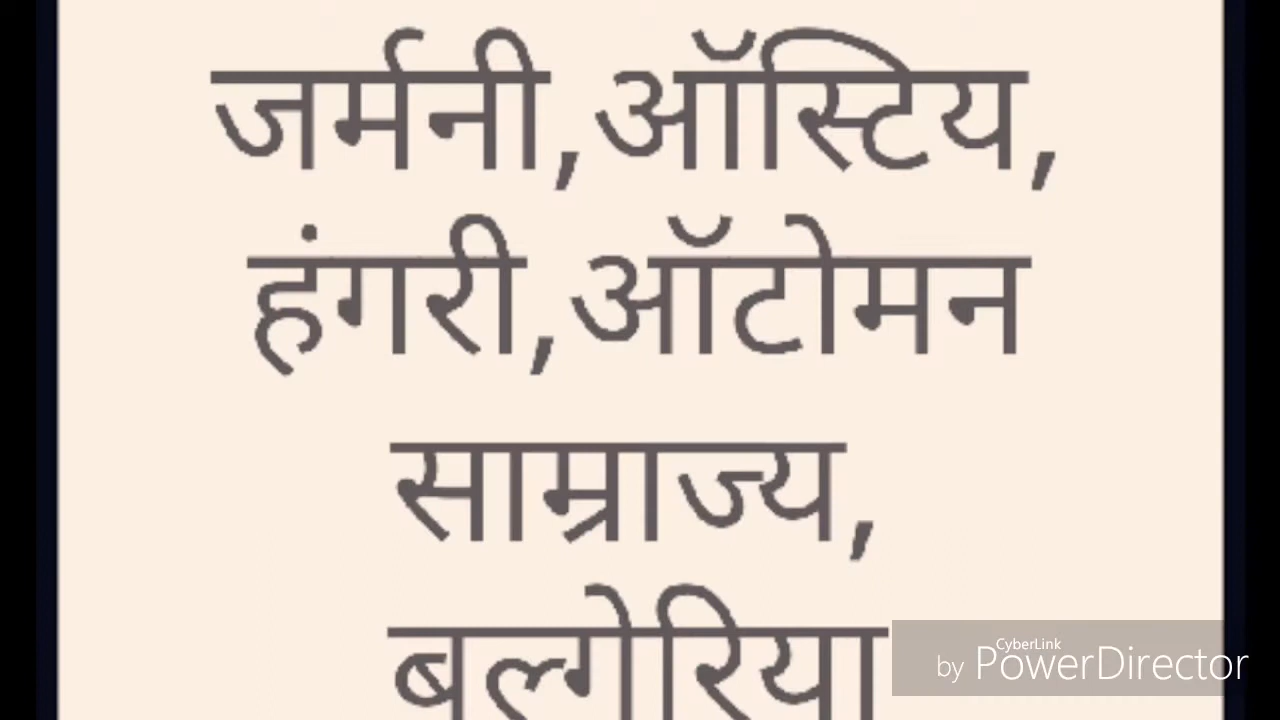 जर्मनी,ऑस्टिय,
हंगरी,ऑटोमन
साम्राज्य,
बल्गेरिया
CyberLink
by PowerDirector